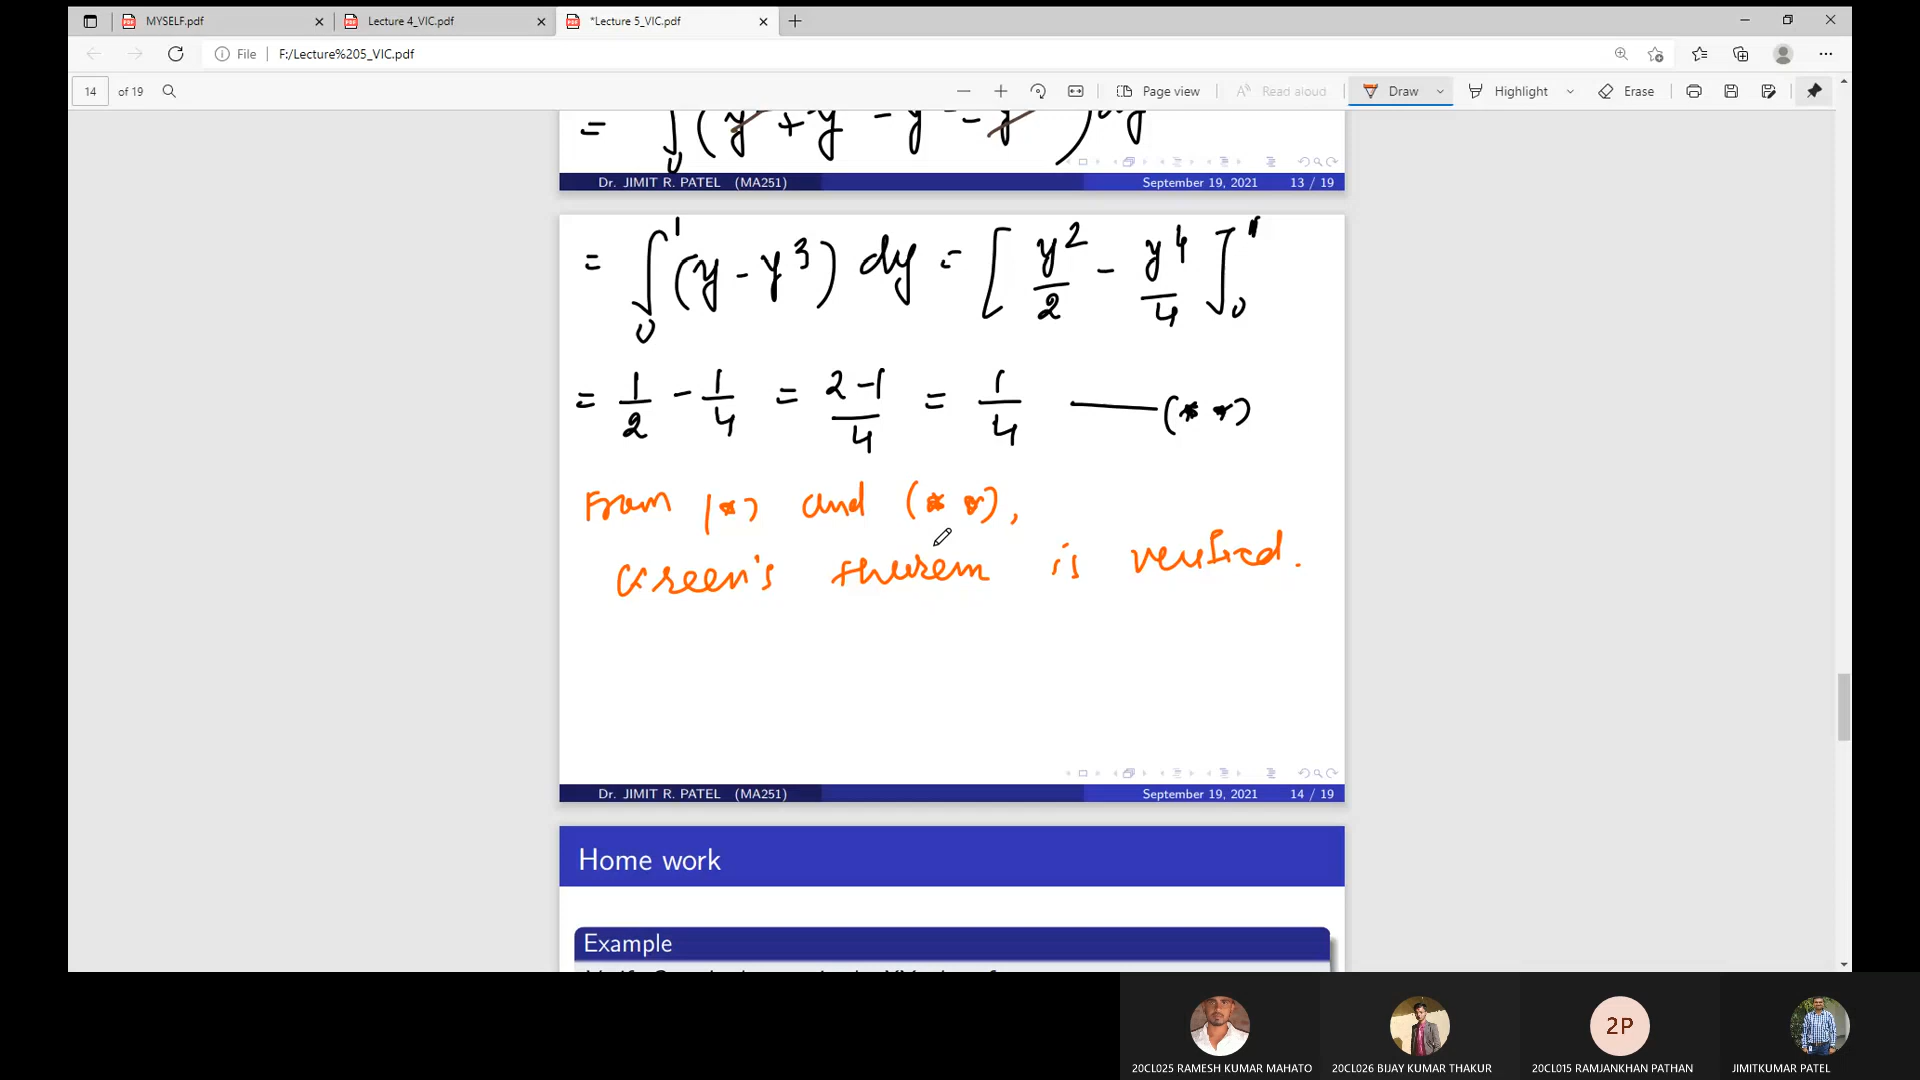 MYSELF.pdf
Lecture 4_VIC.pdf
*Lecture 5_VIC.pdf
File F:/Lecture%205_VIC.pdf
14 of 19 Page view Read aloud Draw Highlight Erase
Dr. JIMIT R. PATEL (MA251) September 19, 2021 13 / 19
= ∫₀¹ (y - y³) dy = [ y²/2 - y⁴/4 ]₀¹
= 1/2 - 1/4 = 2-1/4 = 1/4 —— (* *)
From (*) and (* *),
Green's theorem is verified.
Dr. JIMIT R. PATEL (MA251) September 19, 2021 14 / 19
Home work
Example
20CL025 RAMESH KUMAR MAHATO 20CL026 BIJAY KUMAR THAKUR 2P 20CL015 RAMJANKHAN PATHAN JIMITKUMAR PATEL